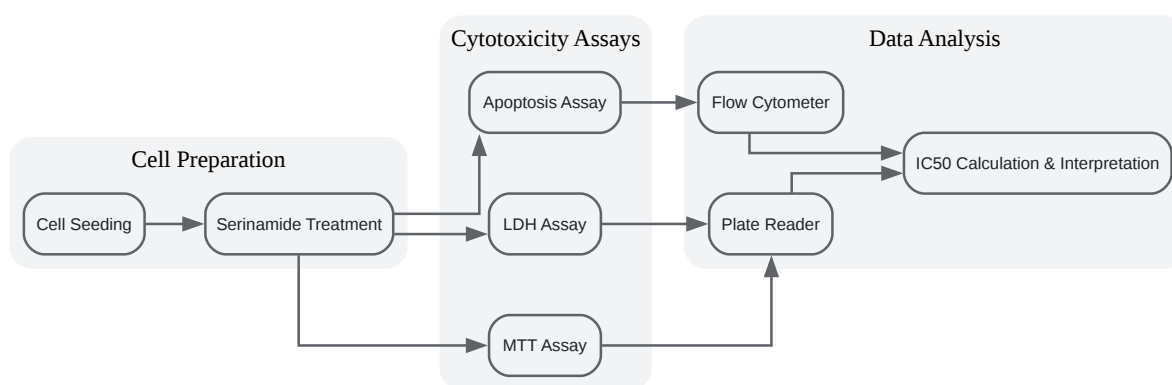 Cell Preparation
Cell Seeding
Serinamide Treatment
Cytotoxicity Assays
Apoptosis Assay
LDH Assay
MTT Assay
Data Analysis
Flow Cytometer
Plate Reader
IC50 Calculation & Interpretation